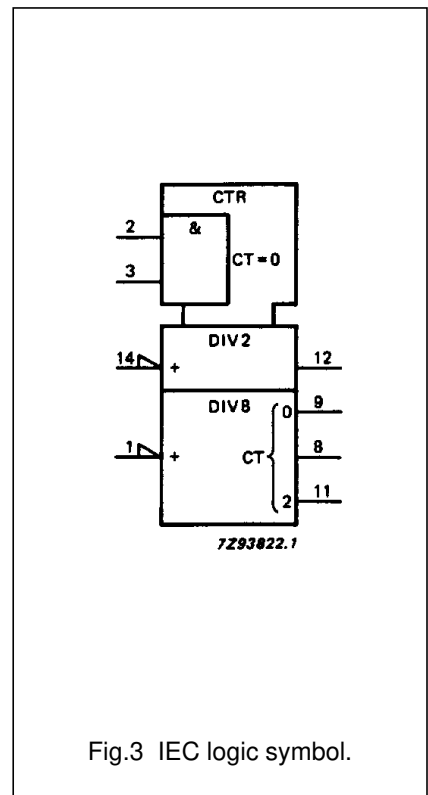 CTR
&
2
CT=0
3
DIV2
14
+
12
DIV8
0
9
1
+
CT
8
2
11
7Z93822.1
Fig.3 IEC logic symbol.